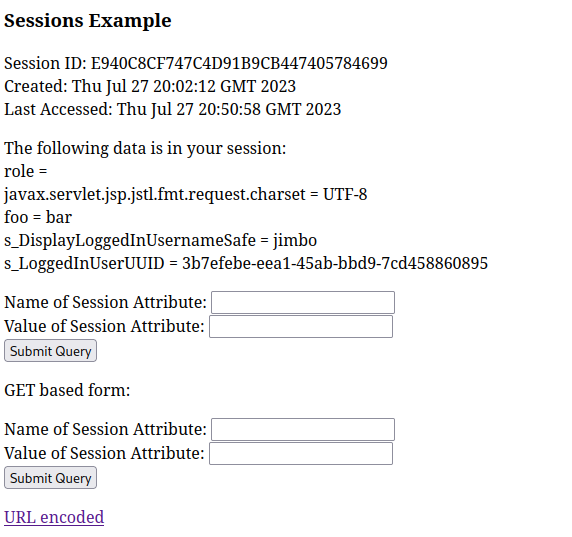 Sessions Example
Session ID: E940C8CF747C4D91B9CB447405784699
Created: Thu Jul 27 20:02:12 GMT 2023
Last Accessed: Thu Jul 27 20:50:58 GMT 2023
The following data is in your session:
role =
javax.servlet.jsp.jstl.fmt.request.charset = UTF-8
foo = bar
s_DisplayLoggedInUsernameSafe = jimbo
s_LoggedInUserUUID = 3b7efebe-eea1-45ab-bbd9-7cd458860895
Name of Session Attribute:
Value of Session Attribute:
Submit Query
GET based form:
Name of Session Attribute:
Value of Session Attribute:
Submit Query
URL encoded